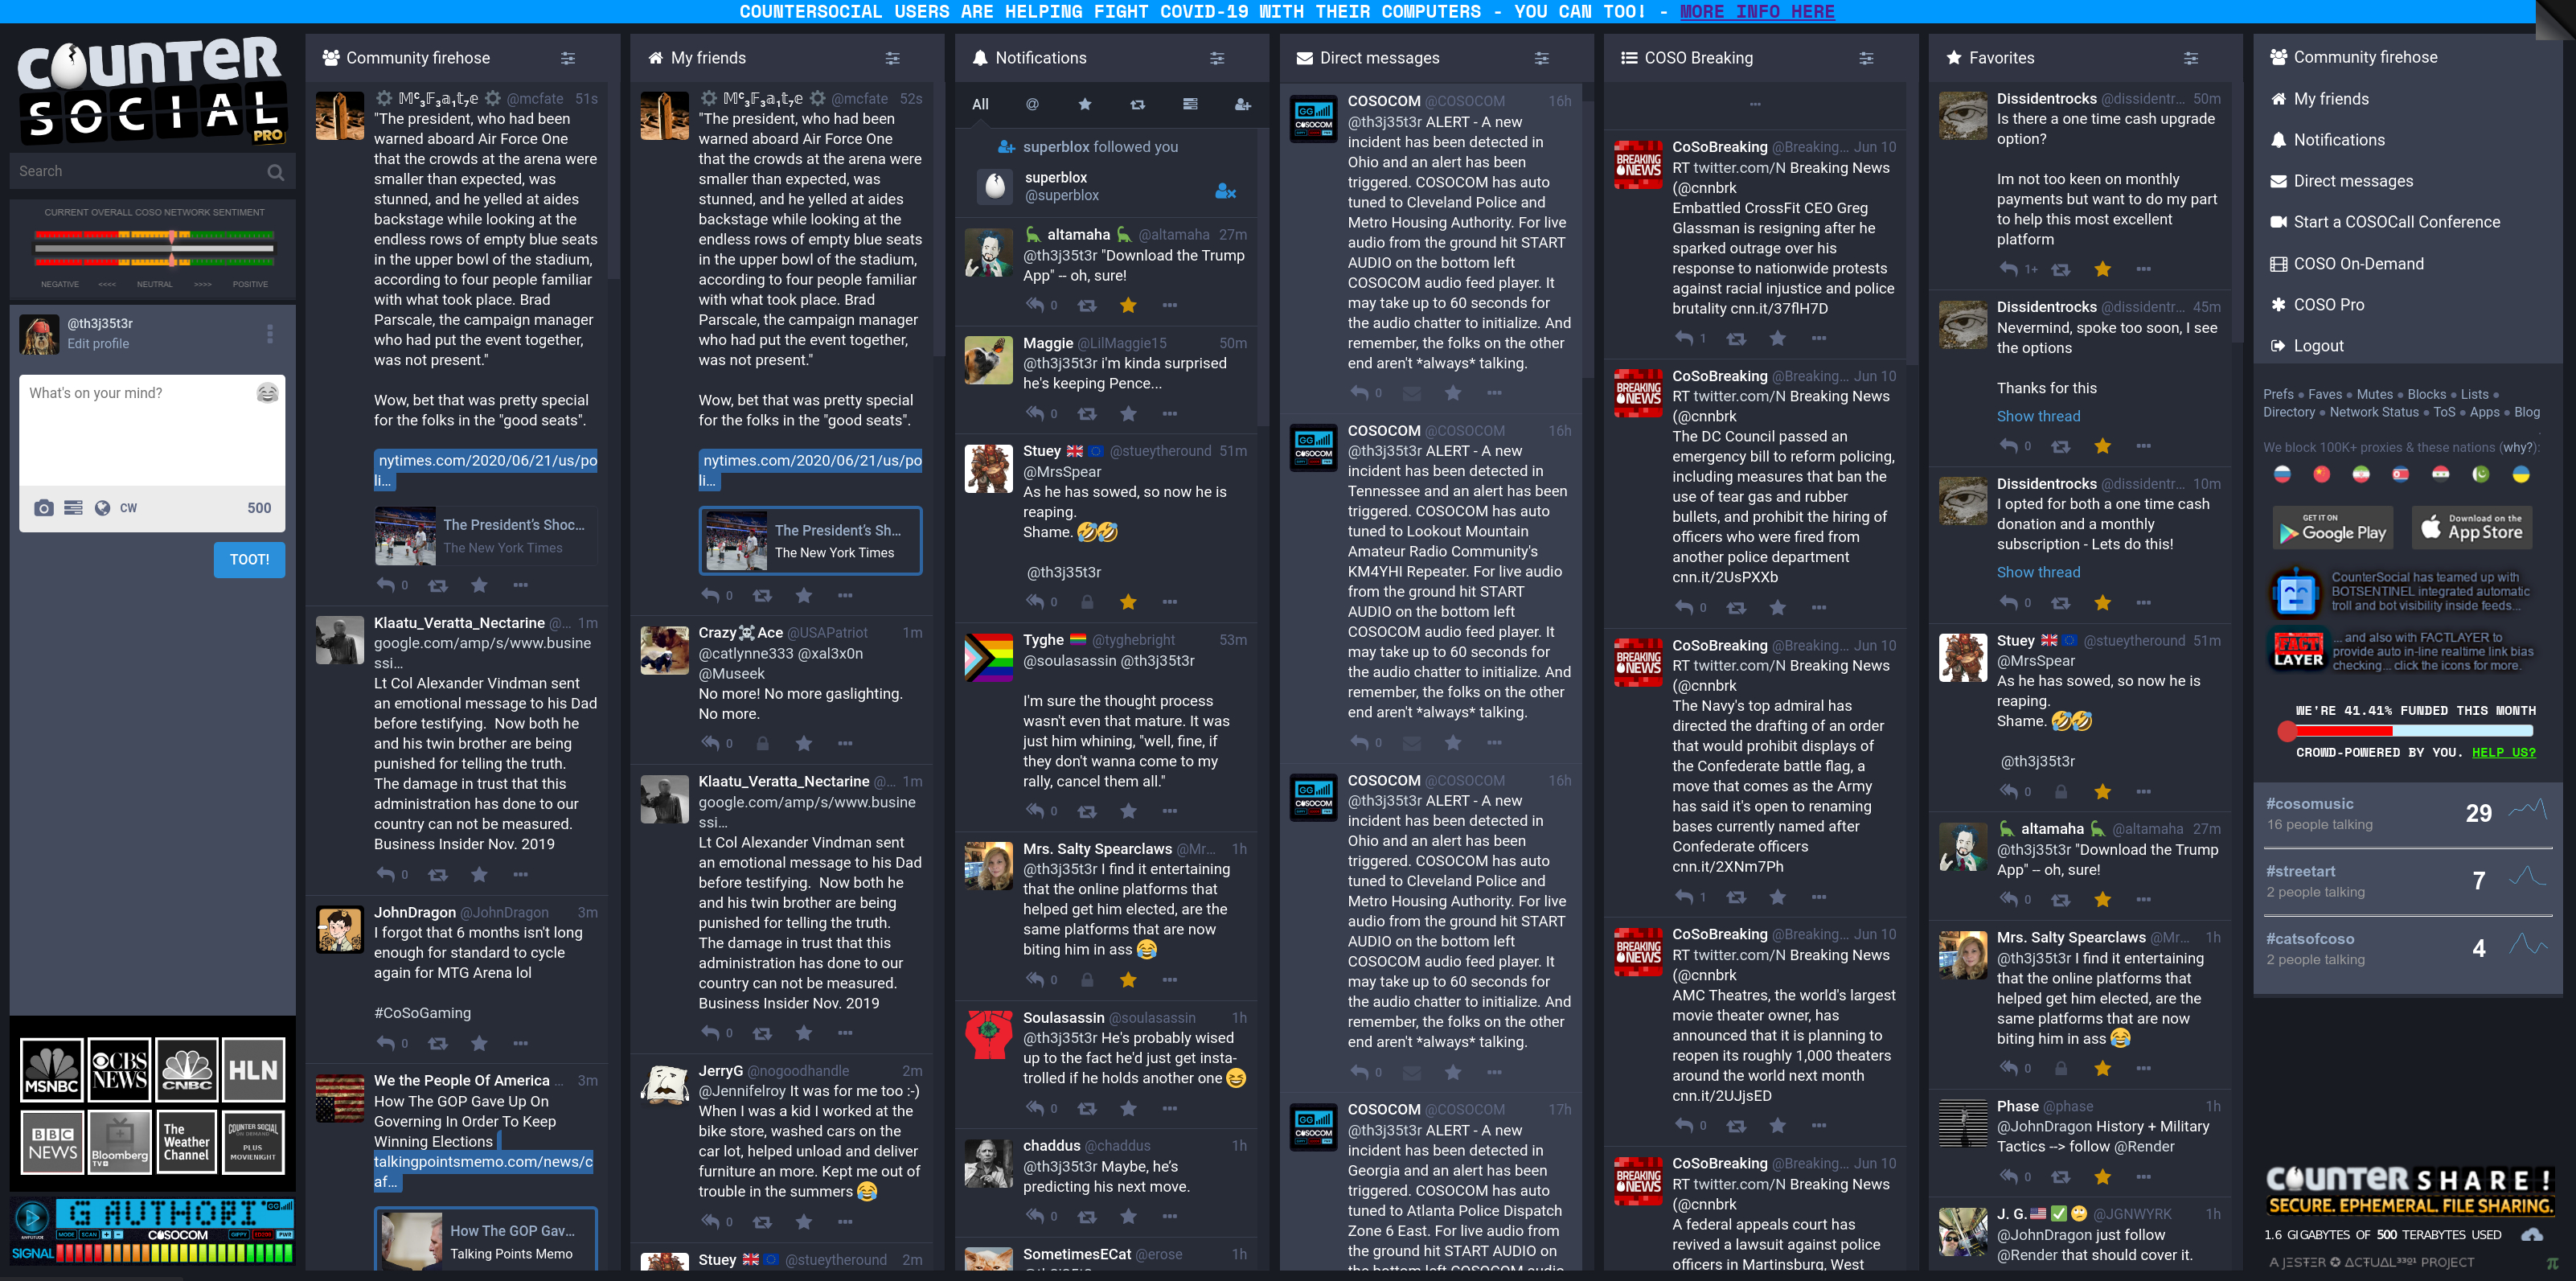 COUNTERSOCIAL USERS ARE HELPING FIGHT COVID-19 WITH THEIR COMPUTERS - YOU CAN TOO! - MORE INFO HERE
COUNTER
SOCIAL
PRO
Search
CURRENT OVERALL COSO NETWORK SENTIMENT
NEGATIVE <<<< NEUTRAL >>>> POSITIVE
@th3j35t3r
Edit profile
What's on your mind?
CW
500
TOOT!
MSNBC
CBS NEWS
CNBC
HLN
BBC NEWS
Bloomberg TV+
The Weather Channel
COUNTER SOCIAL
ON DEMAND
PLUS
MOVIENIGHT
G AUTHORI
COSOCOM
SIGNAL
Community firehose
@mcfate 51s
"The president, who had been
warned aboard Air Force One
that the crowds at the arena were
smaller than expected, was
stunned, and he yelled at aides
backstage while looking at the
endless rows of empty blue seats
in the upper bowl of the stadium,
according to four people familiar
with what took place. Brad
Parscale, the campaign manager
who had put the event together,
was not present."
Wow, bet that was pretty special
for the folks in the "good seats".
nytimes.com/2020/06/21/us/po
li...
The President's Shoc...
The New York Times
0
Klaatu_Veratta_Nectarine @... 1m
google.com/amp/s/www.busine
ssi...
Lt Col Alexander Vindman sent
an emotional message to his Dad
before testifying. Now both he
and his twin brother are being
punished for telling the truth.
The damage in trust that this
administration has done to our
country can not be measured.
Business Insider Nov. 2019
0
JohnDragon @JohnDragon 3m
I forgot that 6 months isn't long
enough for standard to cycle
again for MTG Arena lol
#CoSoGaming
0
We the People Of America ... 3m
How The GOP Gave Up On
Governing In Order To Keep
Winning Elections
talkingpointsmemo.com/news/c
af...
How The GOP Gav...
Talking Points Memo
My friends
@mcfate 52s
"The president, who had been
warned aboard Air Force One
that the crowds at the arena were
smaller than expected, was
stunned, and he yelled at aides
backstage while looking at the
endless rows of empty blue seats
in the upper bowl of the stadium,
according to four people familiar
with what took place. Brad
Parscale, the campaign manager
who had put the event together,
was not present."
Wow, bet that was pretty special
for the folks in the "good seats".
nytimes.com/2020/06/21/us/po
li...
The President's Sh...
The New York Times
0
Crazy☠Ace @USAPatriot 1m
@catlynne333 @xal3x0n
@Museek
No more! No more gaslighting.
No more.
0
Klaatu_Veratta_Nectarine @... 1m
google.com/amp/s/www.busine
ssi...
Lt Col Alexander Vindman sent
an emotional message to his Dad
before testifying. Now both he
and his twin brother are being
punished for telling the truth.
The damage in trust that this
administration has done to our
country can not be measured.
Business Insider Nov. 2019
0
JerryG @nogoodhandle 2m
@Jennifelroy It was for me too :-)
When I was a kid I worked at the
bike store, washed cars on the
car lot, helped unload and deliver
furniture an more. Kept me out of
trouble in the summers 😂
0
Stuey 🇬🇧 🇪🇺 @stueytheround 2m
Notifications
All
superblox followed you
superblox
@superblox
altamaha @altamaha 27m
@th3j35t3r "Download the Trump
App" -- oh, sure!
0
Maggie @LilMaggie15 50m
@th3j35t3r i'm kinda surprised
he's keeping Pence...
0
Stuey 🇬🇧 🇪🇺 @stueytheround 51m
@MrsSpear
As he has sowed, so now he is
reaping.
Shame. 🤣🤣
@th3j35t3r
0
Tyghe @tyghebright 53m
@soulasassin @th3j35t3r
I'm sure the thought process
wasn't even that mature. It was
just him whining, "well, fine, if
they don't wanna come to my
rally, cancel them all."
0
Mrs. Salty Spearclaws @Mr... 1h
@th3j35t3r I find it entertaining
that the online platforms that
helped get him elected, are the
same platforms that are now
biting him in ass 😂
0
Soulasassin @soulasassin 1h
@th3j35t3r He's probably wised
up to the fact he'd just get insta-
trolled if he holds another one 😆
0
chaddus @chaddus 1h
@th3j35t3r Maybe, he's
predicting his next move.
0
SometimesECat @erose 1h
Direct messages
COSOCOM @COSOCOM 16h
@th3j35t3r ALERT - A new
incident has been detected in
Ohio and an alert has been
triggered. COSOCOM has auto
tuned to Cleveland Police and
Metro Housing Authority. For live
audio from the ground hit START
AUDIO on the bottom left
COSOCOM audio feed player. It
may take up to 60 seconds for
the audio chatter to initialize. And
remember, the folks on the other
end aren't *always* talking.
0
COSOCOM @COSOCOM 16h
@th3j35t3r ALERT - A new
incident has been detected in
Tennessee and an alert has been
triggered. COSOCOM has auto
tuned to Lookout Mountain
Amateur Radio Community's
KM4YHI Repeater. For live audio
from the ground hit START
AUDIO on the bottom left
COSOCOM audio feed player. It
may take up to 60 seconds for
the audio chatter to initialize. And
remember, the folks on the other
end aren't *always* talking.
0
COSOCOM @COSOCOM 16h
@th3j35t3r ALERT - A new
incident has been detected in
Ohio and an alert has been
triggered. COSOCOM has auto
tuned to Cleveland Police and
Metro Housing Authority. For live
audio from the ground hit START
AUDIO on the bottom left
COSOCOM audio feed player. It
may take up to 60 seconds for
the audio chatter to initialize. And
remember, the folks on the other
end aren't *always* talking.
0
COSOCOM @COSOCOM 17h
@th3j35t3r ALERT - A new
incident has been detected in
Georgia and an alert has been
triggered. COSOCOM has auto
tuned to Atlanta Police Dispatch
Zone 6 East. For live audio from
the ground hit START AUDIO on
the bottom left COSOCOM audio
COSO Breaking
CoSoBreaking @Breaking... Jun 10
RT twitter.com/N Breaking News
(@cnnbrk
Embattled CrossFit CEO Greg
Glassman is resigning after he
sparked outrage over his
response to nationwide protests
against racial injustice and police
brutality cnn.it/37flH7D
1
CoSoBreaking @Breaking... Jun 10
RT twitter.com/N Breaking News
(@cnnbrk
The DC Council passed an
emergency bill to reform policing,
including measures that ban the
use of tear gas and rubber
bullets, and prohibit the hiring of
officers who were fired from
another police department
cnn.it/2UsPXXb
0
CoSoBreaking @Breaking... Jun 10
RT twitter.com/N Breaking News
(@cnnbrk
The Navy's top admiral has
directed the drafting of an order
that would prohibit displays of
the Confederate battle flag, a
move that comes as the Army
has said it's open to renaming
bases currently named after
Confederate officers
cnn.it/2XNm7Ph
1
CoSoBreaking @Breaking... Jun 10
RT twitter.com/N Breaking News
(@cnnbrk
AMC Theatres, the world's largest
movie theater owner, has
announced that it is planning to
reopen its roughly 1,000 theaters
around the world next month
cnn.it/2UJjsED
0
CoSoBreaking @Breaking... Jun 10
RT twitter.com/N Breaking News
(@cnnbrk
A federal appeals court has
revived a lawsuit against police
officers in Martinsburg, West
Favorites
Dissidentrocks @dissidentr... 50m
Is there a one time cash upgrade
option?
Im not too keen on monthly
payments but want to do my part
to help this most excellent
platform
1+
Dissidentrocks @dissidentr... 45m
Nevermind, spoke too soon, I see
the options
Thanks for this
Show thread
0
Dissidentrocks @dissidentr... 10m
I opted for both a one time cash
donation and a monthly
subscription - Lets do this!
Show thread
0
Stuey 🇬🇧 🇪🇺 @stueytheround 51m
@MrsSpear
As he has sowed, so now he is
reaping.
Shame. 🤣🤣
@th3j35t3r
0
altamaha @altamaha 27m
@th3j35t3r "Download the Trump
App" -- oh, sure!
0
Mrs. Salty Spearclaws @Mr... 1h
@th3j35t3r I find it entertaining
that the online platforms that
helped get him elected, are the
same platforms that are now
biting him in ass 😂
0
Phase @phase 1h
@JohnDragon History + Military
Tactics --> follow @Render
0
J. G. @JGNWYRK 1h
@JohnDragon just follow
@Render that should cover it.
Community firehose
My friends
Notifications
Direct messages
Start a COSOCall Conference
COSO On-Demand
COSO Pro
Logout
Prefs • Faves • Mutes • Blocks • Lists •
Directory • Network Status • ToS • Apps • Blog
We block 100K+ proxies & these nations (why?):
GET IT ON
Google Play
Download on the
App Store
CounterSocial has teamed up with
BOTSENTINEL integrated automatic
troll and bot visibility inside feeds...
FACT
LAYER
... and also with FACTLAYER to
provide auto in-line realtime link bias
checking... click the icons for more.
WE'RE 41.41% FUNDED THIS MONTH
CROWD-POWERED BY YOU. HELP US?
#cosomusic
16 people talking
29
#streetart
2 people talking
7
#catsofcoso
2 people talking
4
COUNTER SHARE!
SECURE. EPHEMERAL. FILE SHARING.
1.6 GIGABYTES OF 500 TERABYTES USED